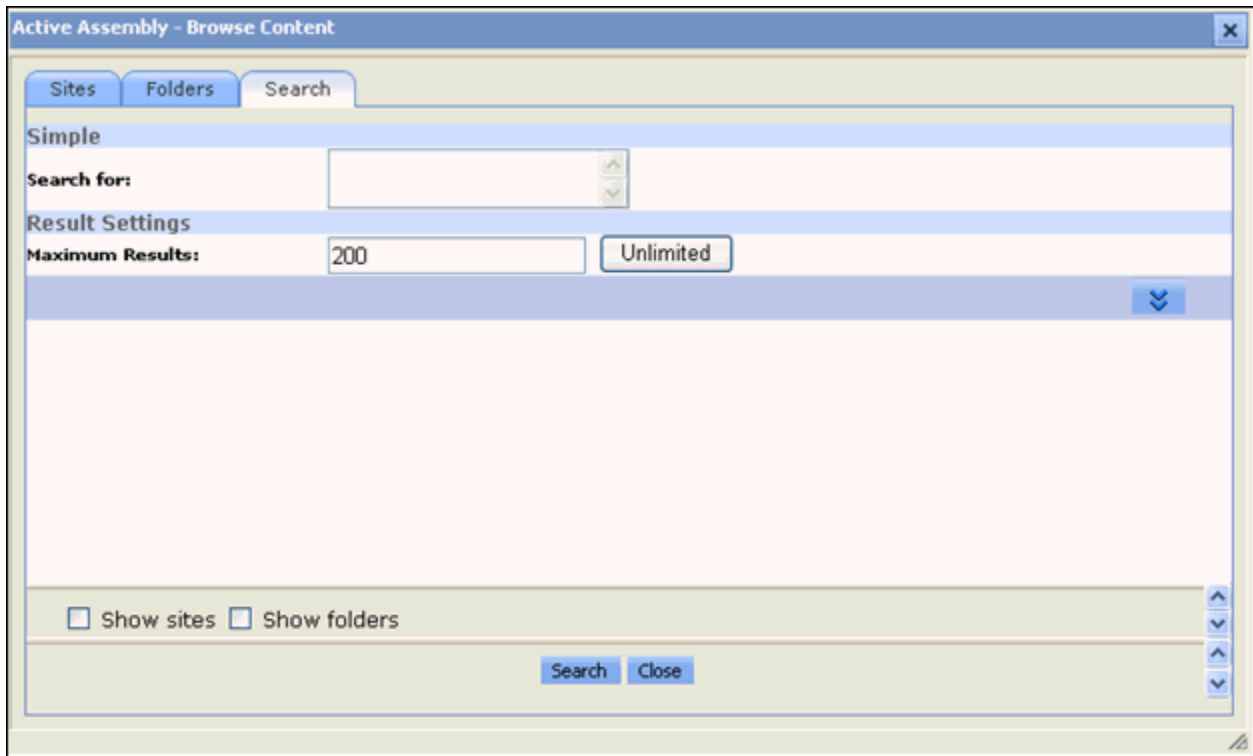 Active Assembly - Browse Content
Sites Folders Search
Simple
Search for:
Result Settings
Maximum Results: 200 Unlimited
Show sites Show folders
Search Close